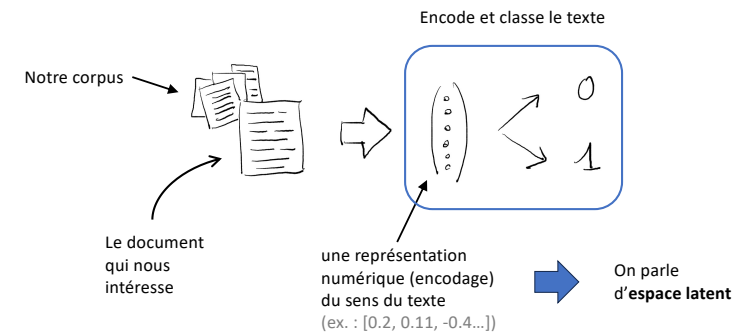 Encode et classe le texte
Notre corpus
0
1
Le document
qui nous
intéresse
une représentation
numérique (encodage)
du sens du texte
(ex. : [0.2, 0.11, -0.4...])
On parle
d'espace latent